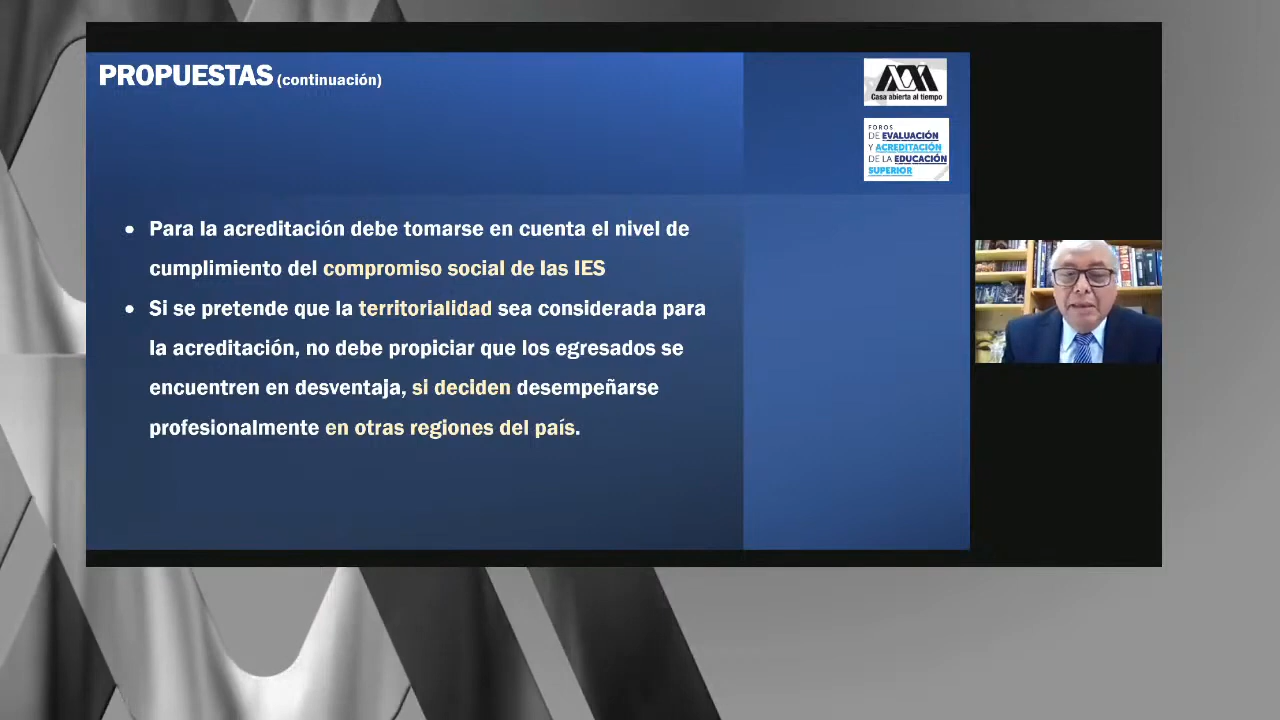 PROPUESTAS (continuación)
Casa abierta al tiempo
FOROS
DE EVALUACIÓN
Y ACREDITACIÓN
DE LA EDUCACIÓN
SUPERIOR
• Para la acreditación debe tomarse en cuenta el nivel de
cumplimiento del compromiso social de las IES
• Si se pretende que la territorialidad sea considerada para
la acreditación, no debe propiciar que los egresados se
encuentren en desventaja, si deciden desempeñarse
profesionalmente en otras regiones del país.